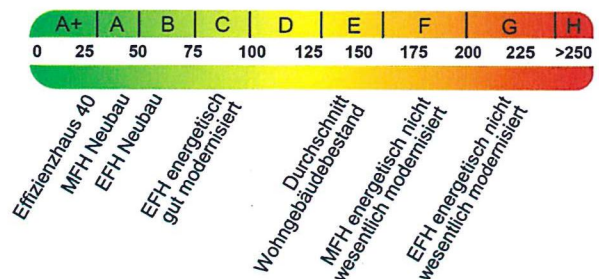 A+ A B C D E F G H
0 25 50 75 100 125 150 175 200 225 >250
Effizienzhaus 40
MFH Neubau
EFH Neubau
EFH energetisch
gut modernisiert
Durchschnitt
Wohngebäudebestand
MFH energetisch nicht
wesentlich modernisiert
EFH energetisch nicht
wesentlich modernisiert